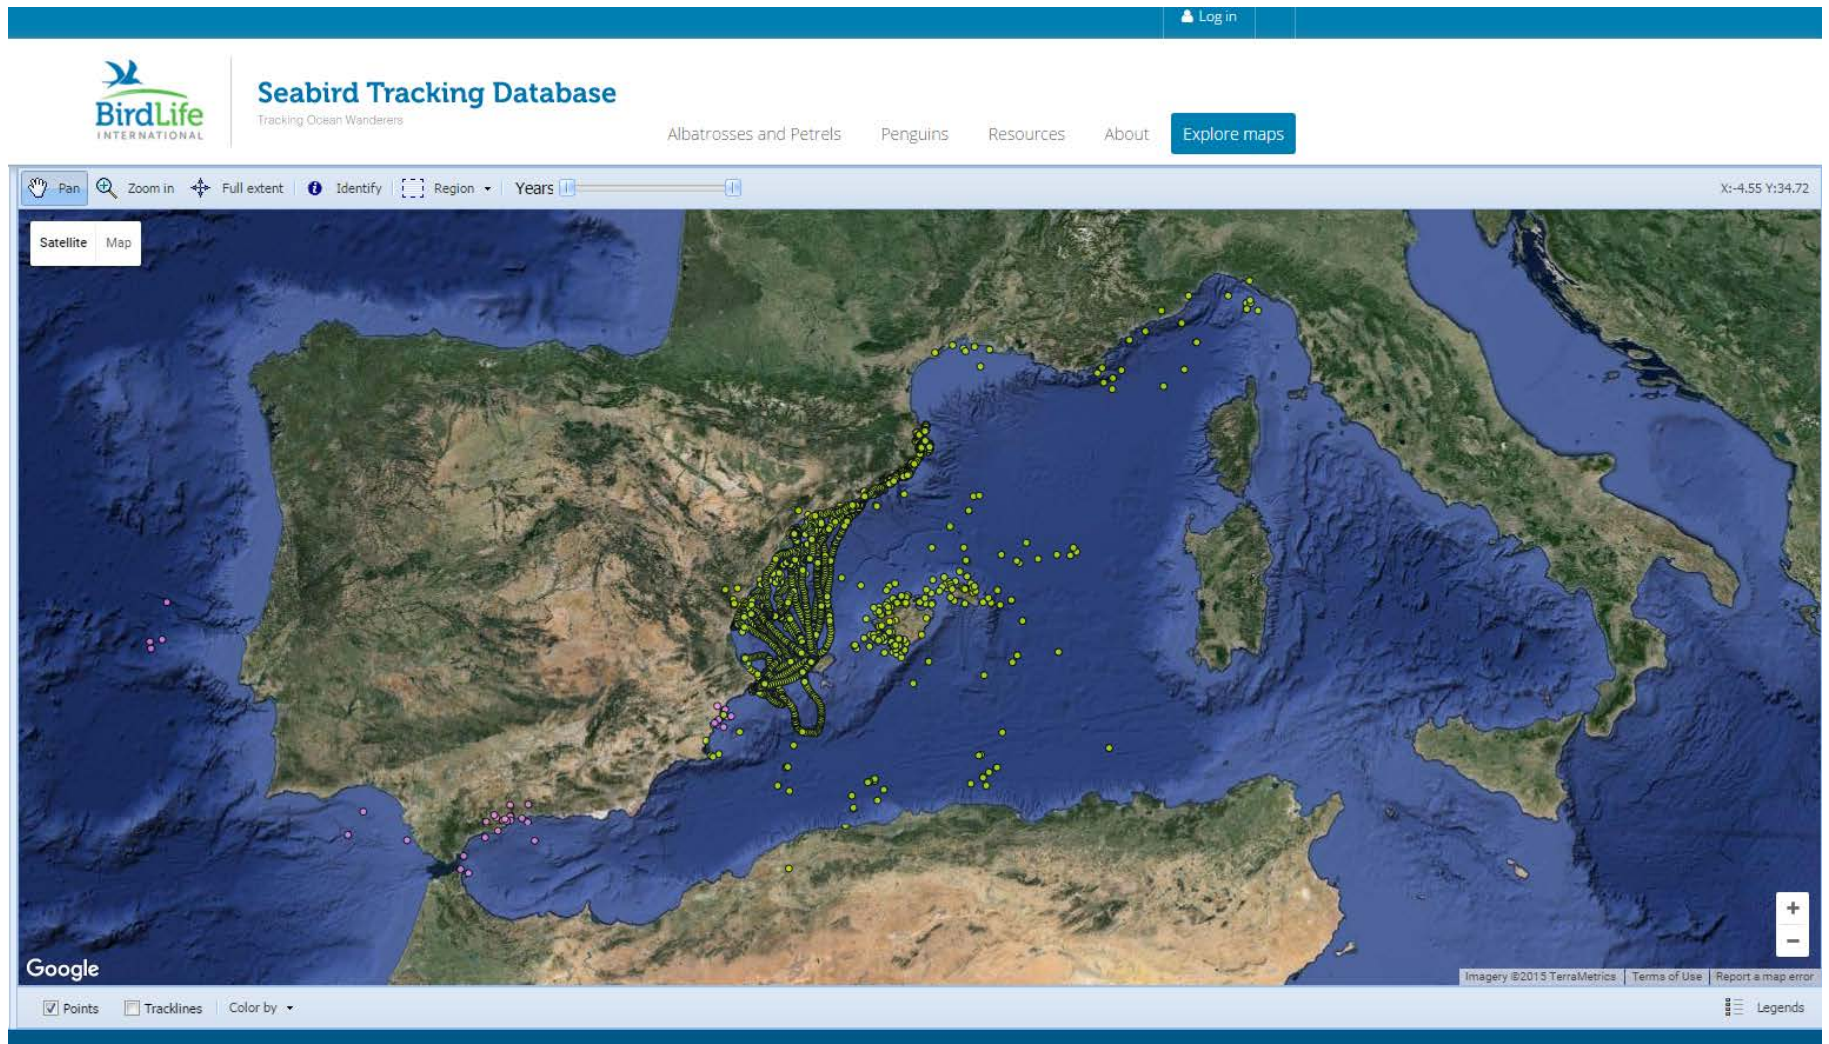 Log in
BirdLife
INTERNATIONAL
Seabird Tracking Database
Tracking Ocean Wanderers
Albatrosses and Petrels Penguins Resources About Explore maps
Pan Zoom in Full extent Identify Region Years X:-4.55 Y:34.72
Satellite Map
+
−
Google
Imagery ©2015 TerraMetrics Terms of Use Report a map error
Points Tracklines Color by Legends